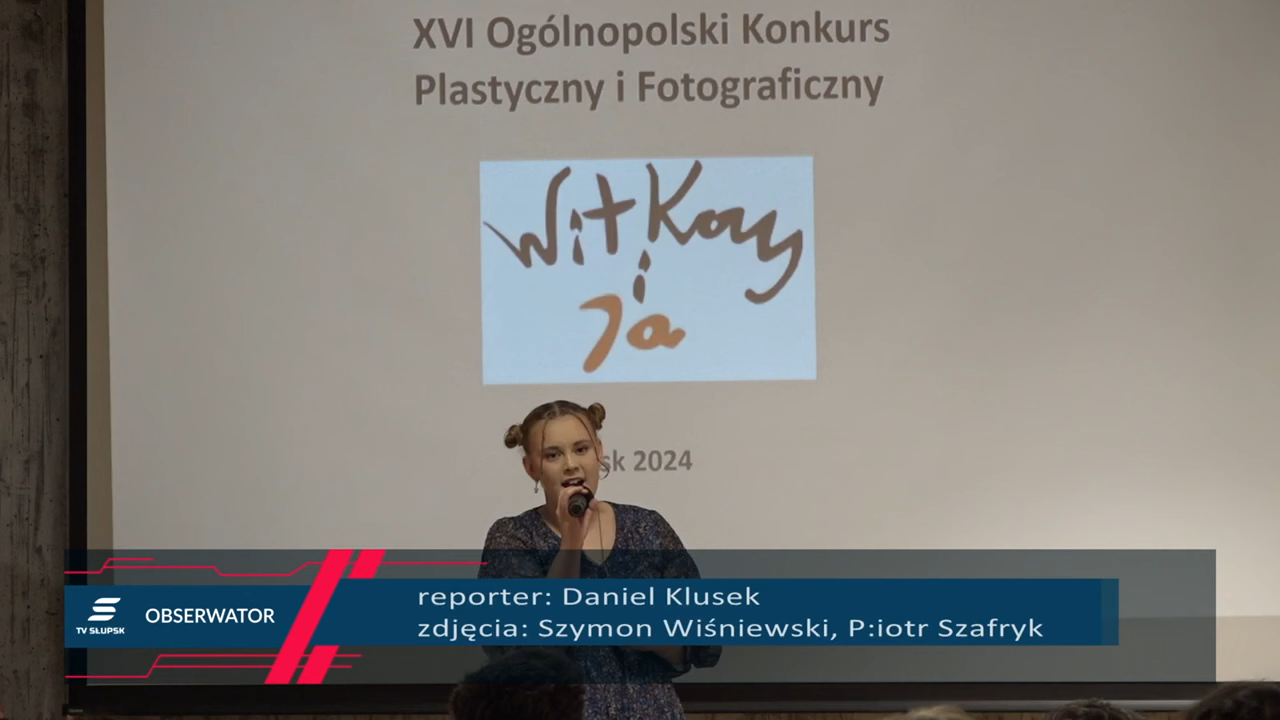 XVI Ogólnopolski Konkurs
Plastyczny i Fotograficzny
Witkacy
i
Ja
sk 2024
reporter: Daniel Klusek
OBSERWATOR
TV SŁUPSK
zdjęcia: Szymon Wiśniewski, P:iotr Szafryk